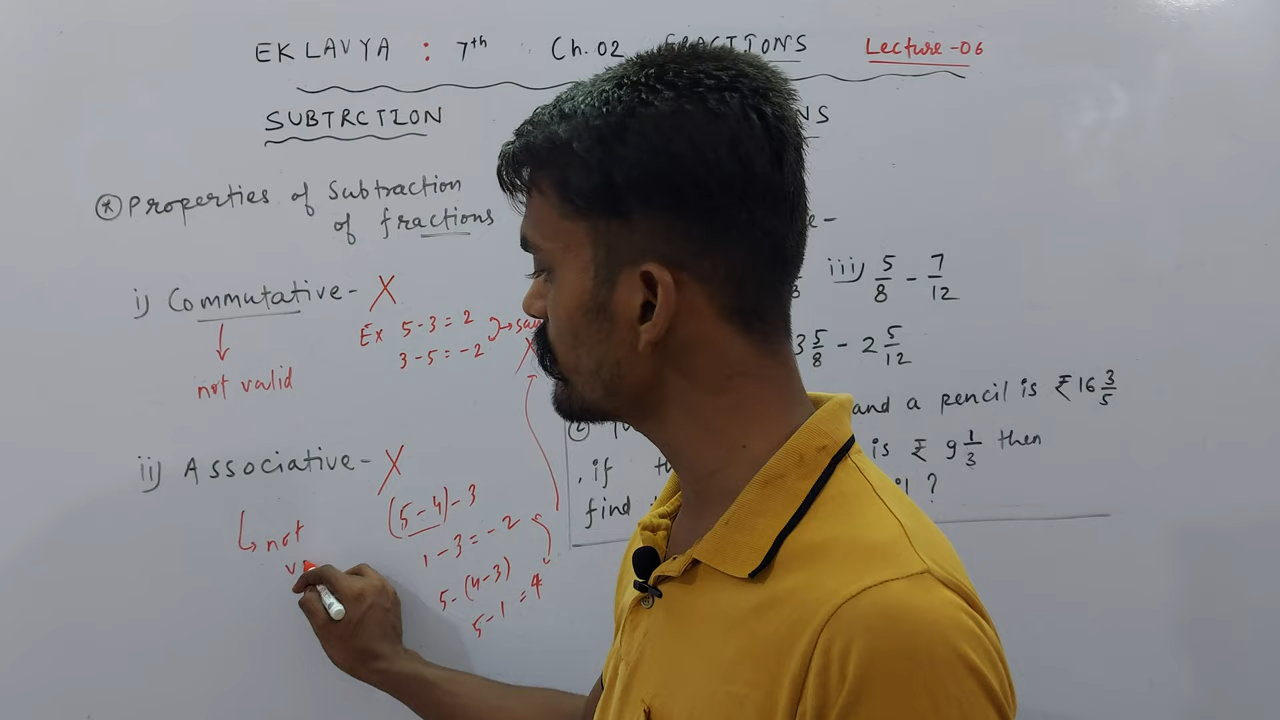 EKLAVYA : 7th Ch. 02 FRACTIONS Lecture-06
SUBTRCTION NS
* Properties of Subtraction
of fractions
i) Commutative- X
Ex 5-3=2
3-5=-2
X
not valid
iii) 5/8 - 7/12
3 5/8 - 2 5/12
and a pencil is ₹16 3/5
. if is ₹ 9 1/3 then
find ?
ii) Associative- X
(5-4)-3
1-3=-2
5-(4-3)
5-1=4
not
v